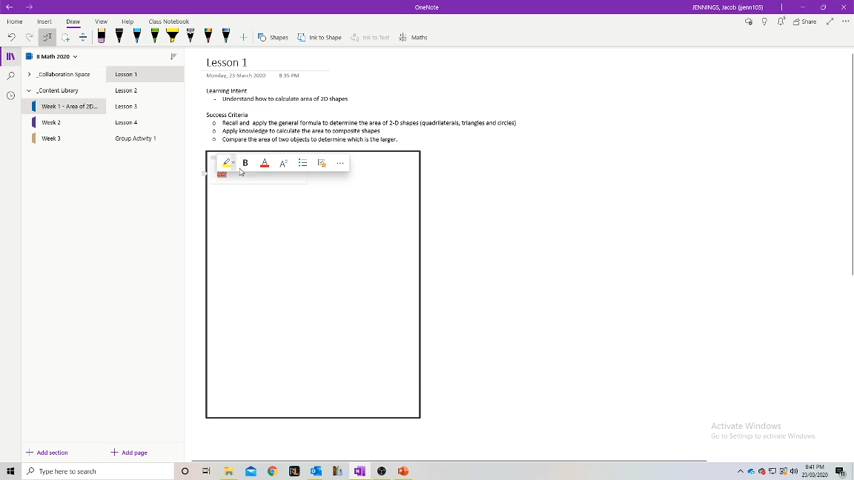 OneNote
JENNINGS, Jacob (jjenn105)
Home Insert Draw View Help Class Notebook
Share
Shapes Ink to Shape Ink to Text Maths
8 Math 2020
_Collaboration Space
_Content Library
Week 1 - Area of 2D...
Week 2
Week 3
Lesson 1
Lesson 2
Lesson 3
Lesson 4
Group Activity 1
Lesson 1
Monday, 23 March 2020 8:35 PM
Learning Intent
- Understand how to calculate area of 2D shapes
Success Criteria
o Recall and apply the general formula to determine the area of 2-D shapes (quadrilaterals, triangles and circles)
o Apply knowledge to calculate the area to composite shapes
o Compare the area of two objects to determine which is the larger.
B A A
Activate Windows
Go to Settings to activate Windows.
+ Add section + Add page
Type here to search
8:41 PM
23/03/2020